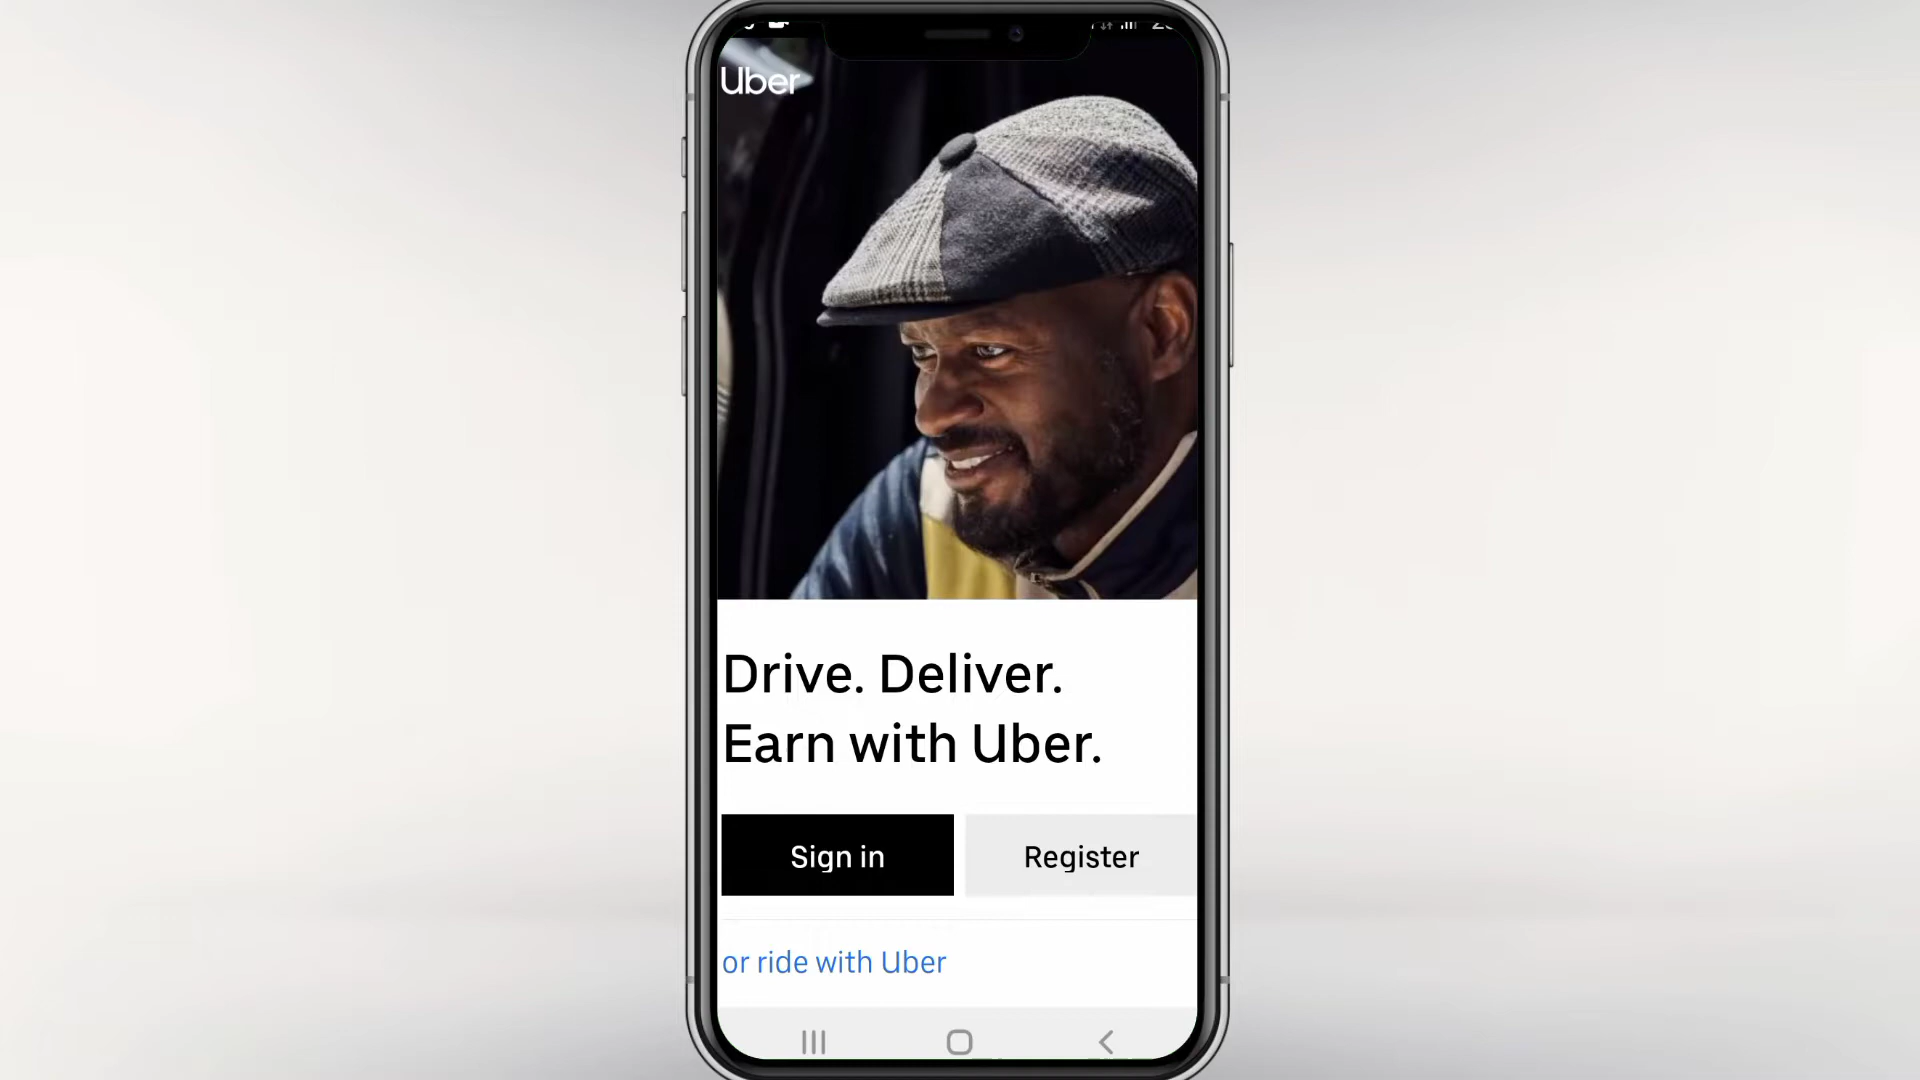 Uber
Drive. Deliver.
Earn with Uber.
Sign in
Register
or ride with Uber